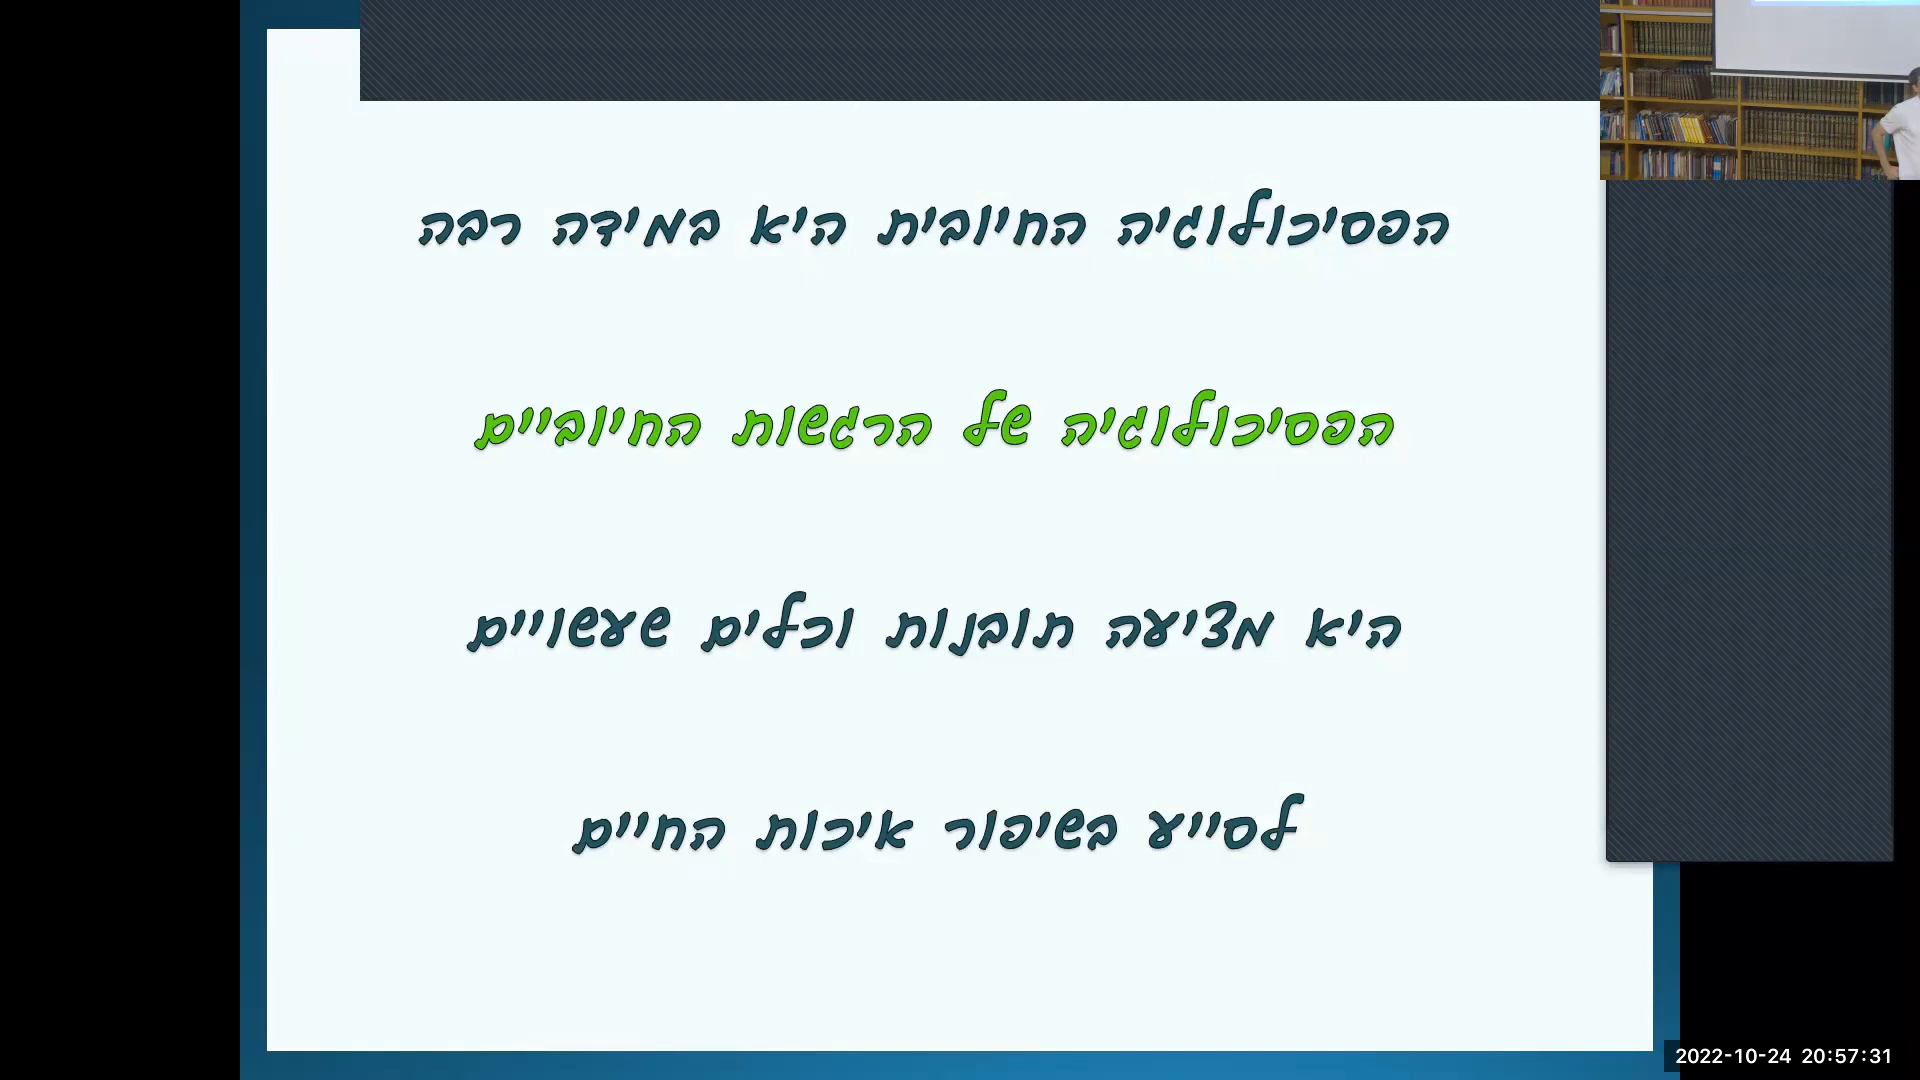 הפסיכולוגיה החיובית היא במידה רבה
הפסיכולוגיה של הרגשות החיוביים
היא מציעה תובנות וכלים שעשויים
לסייע בשיפור איכות החיים
2022-10-24 20:57:31